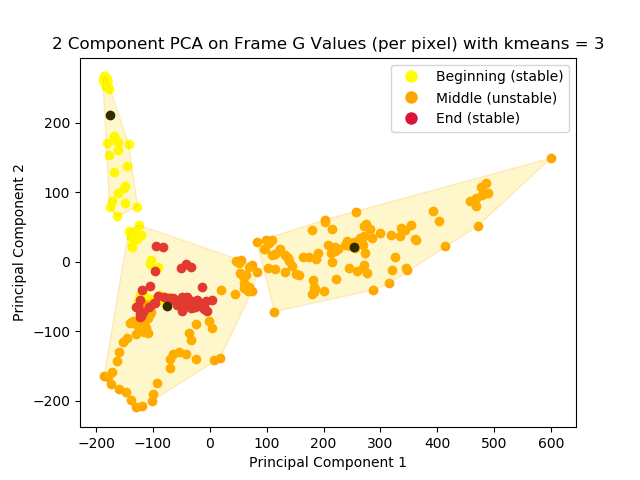 2 Component PCA on Frame G Values (per pixel) with kmeans = 3
Beginning (stable)
Middle (unstable)
End (stable)
Principal Component 2
200
100
0
−100
−200
−200 −100 0 100 200 300 400 500 600
Principal Component 1